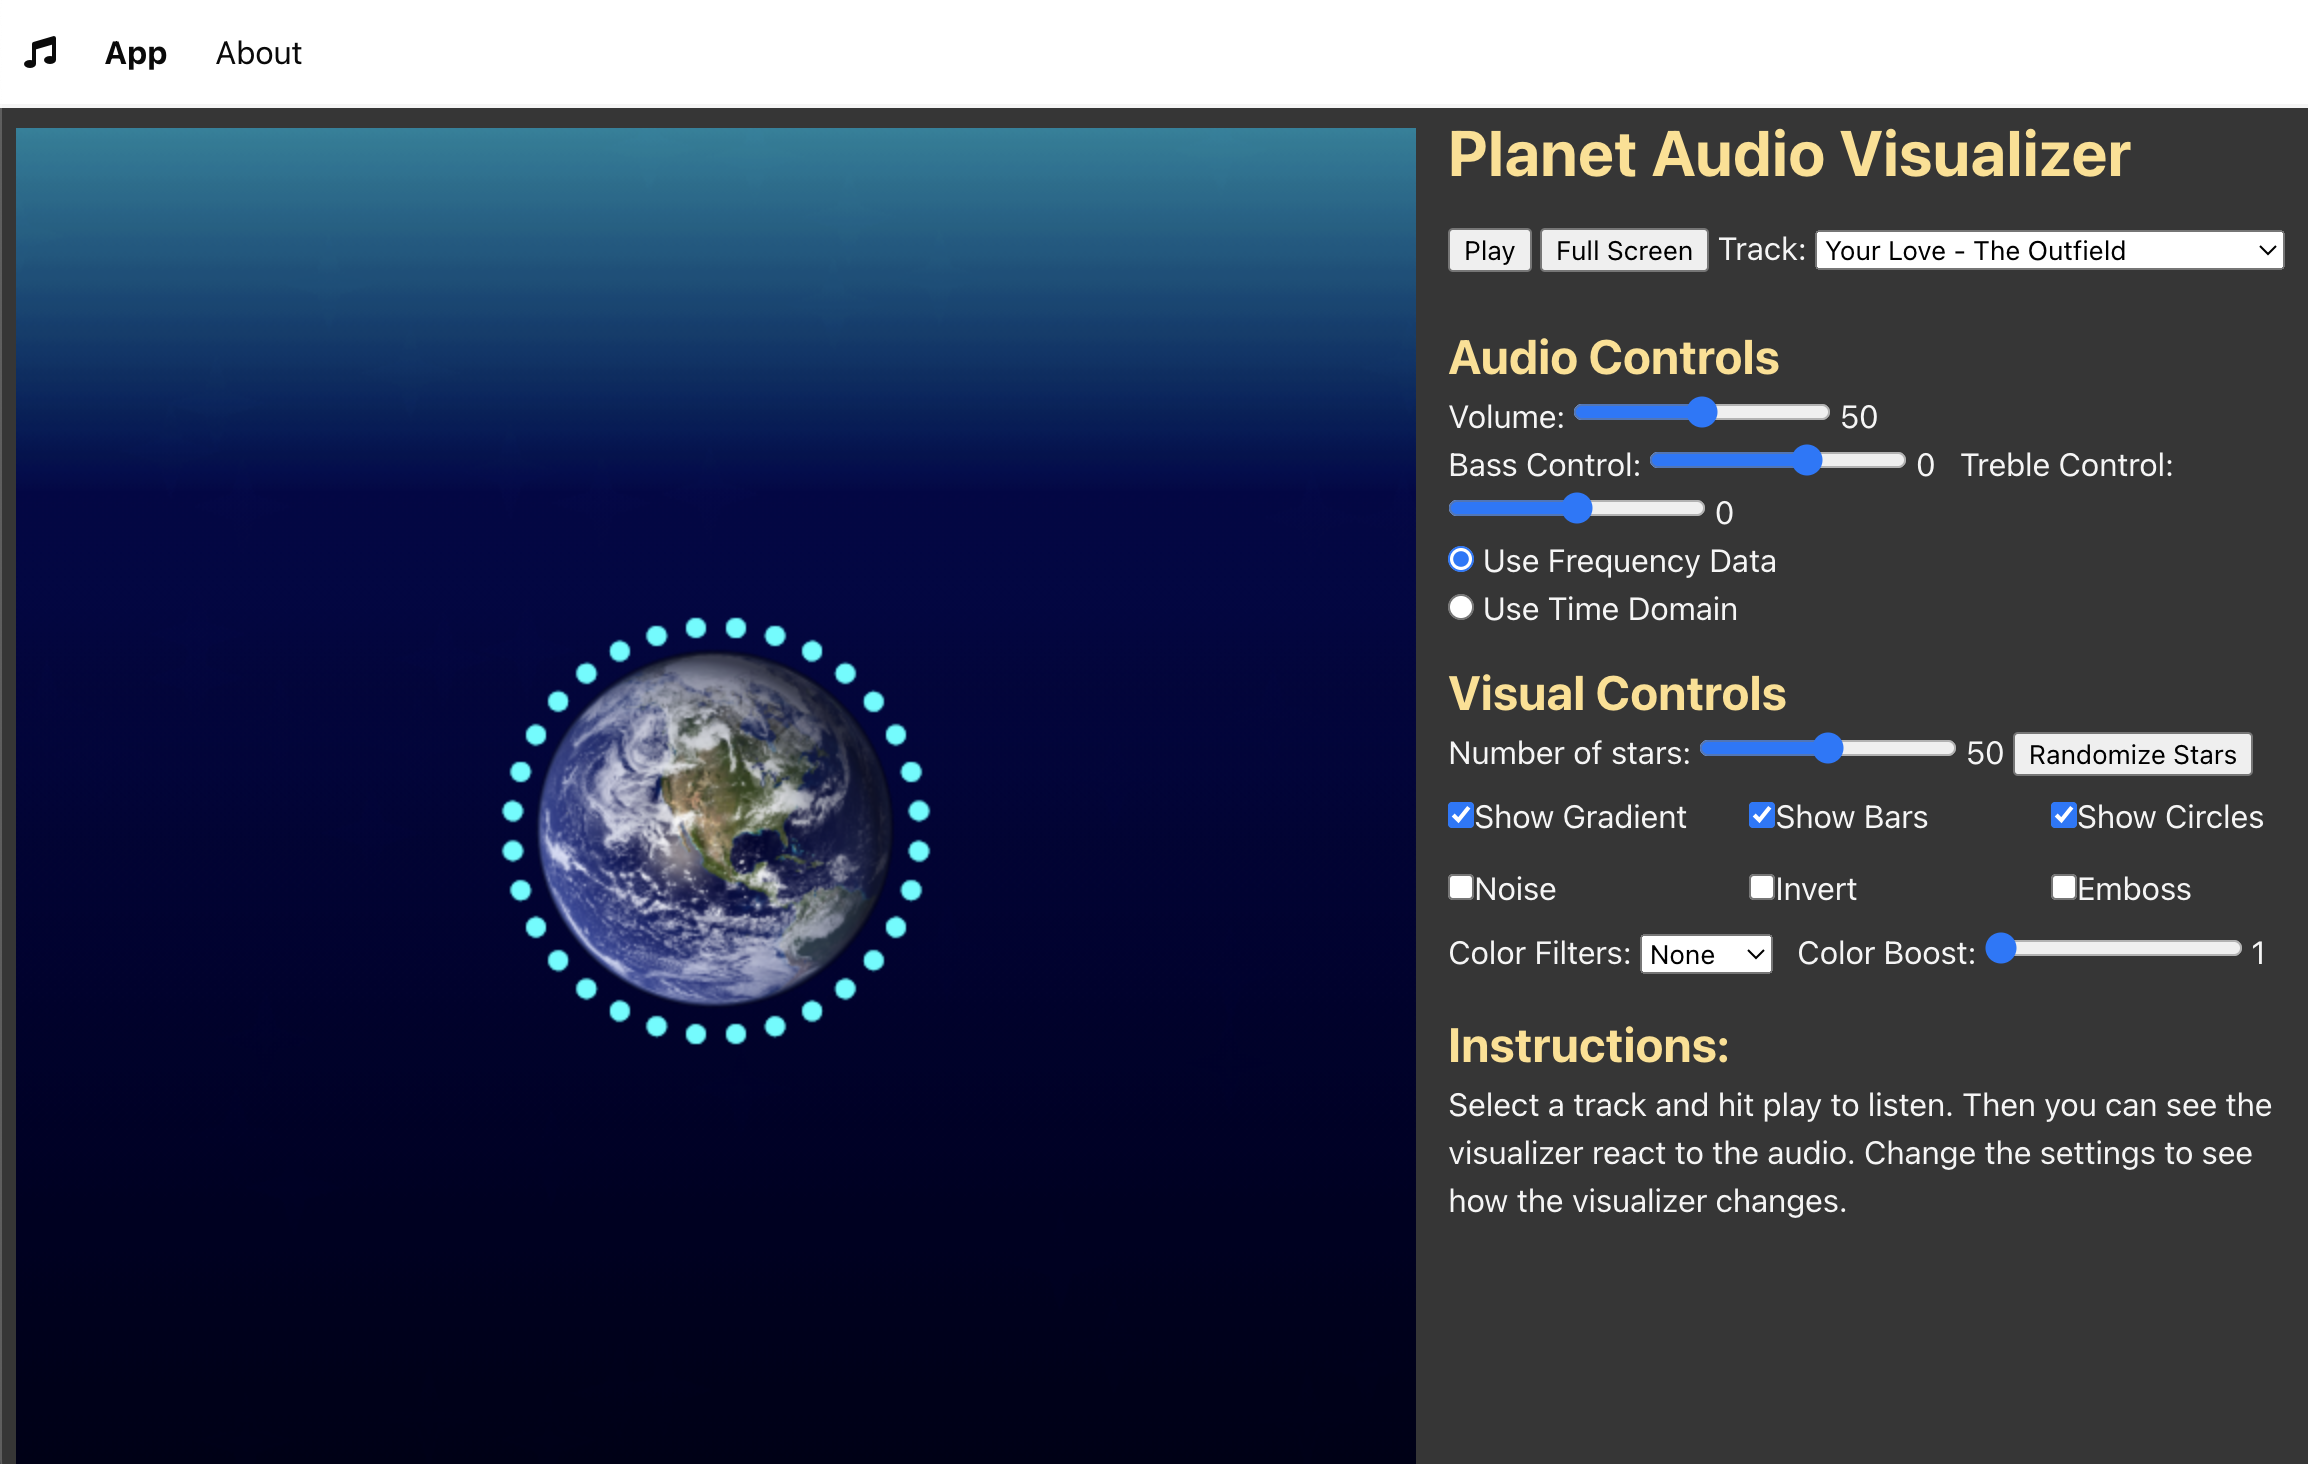 App About
Planet Audio Visualizer
Play Full Screen Track: Your Love - The Outfield
Audio Controls
Volume: 50
Bass Control: 0 Treble Control:
0
Use Frequency Data
Use Time Domain
Visual Controls
Number of stars: 50 Randomize Stars
Show Gradient Show Bars Show Circles
Noise Invert Emboss
Color Filters: None Color Boost: 1
Instructions:
Select a track and hit play to listen. Then you can see the
visualizer react to the audio. Change the settings to see
how the visualizer changes.